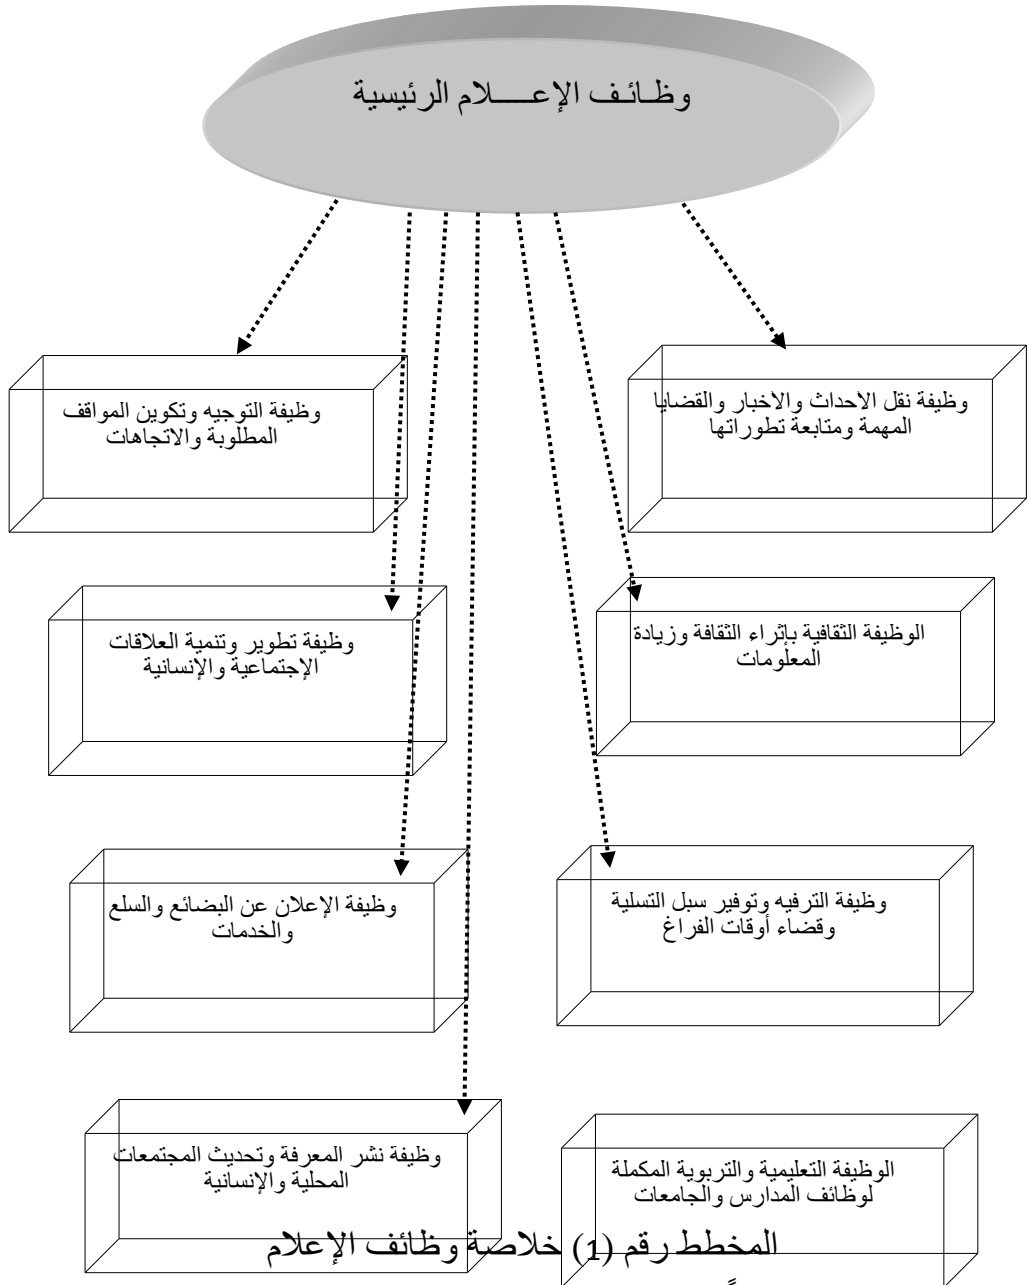 وظـائـف الإعـــــلام الرئيسية
وظيفة نقل الاحداث والاخبار والقضايا
المهمة ومتابعة تطوراتها
وظيفة التوجيه وتكوين المواقف
المطلوبة والاتجاهات
الوظيفة الثقافية بإثراء الثقافة وزيادة
المعلومات
وظيفة تطوير وتنمية العلاقات
الإجتماعية والإنسانية
وظيفة الترفيه وتوفير سبل التسلية
وقضاء أوقات الفراغ
وظيفة الإعلان عن البضائع والسلع
والخدمات
الوظيفة التعليمية والتربوية المكملة
لوظائف المدارس والجامعات
وظيفة نشر المعرفة وتحديث المجتمعات
المحلية والإنسانية
المخطط رقم (1) خلاصة وظائف الإعلام